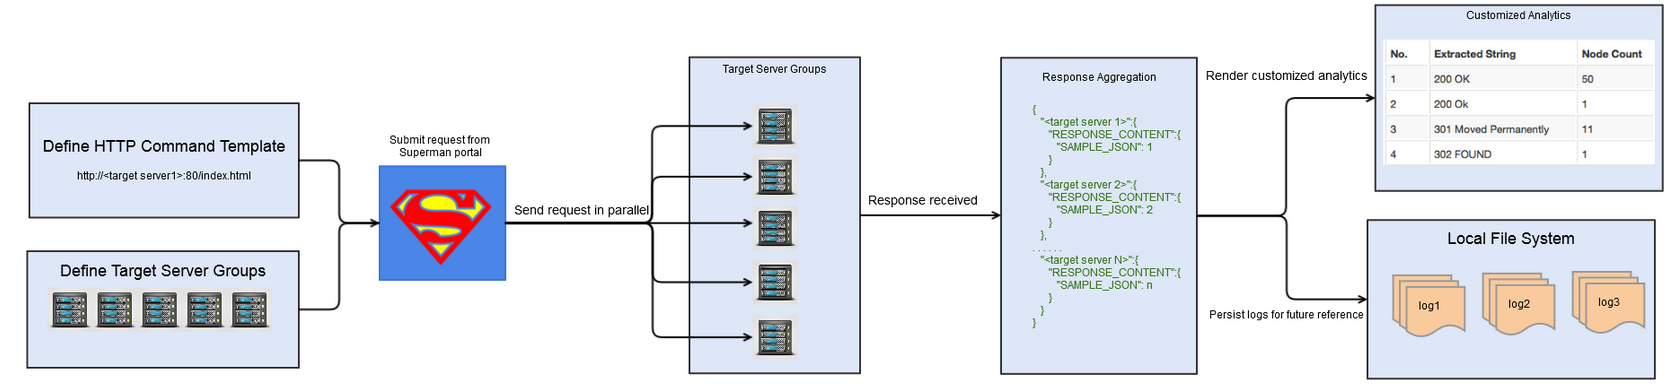 Define HTTP Command Template
http://<target server1>:80/index.html
Define Target Server Groups
Submit request from
Superman portal
S
Send request in parallel
Target Server Groups
Response received
Response Aggregation
{
"<target server 1>":{
"RESPONSE_CONTENT":{
"SAMPLE_JSON": 1
}
},
"<target server 2>":{
"RESPONSE_CONTENT":{
"SAMPLE_JSON": 2
}
},
. . . . . .
"<target server N>":{
"RESPONSE_CONTENT":{
"SAMPLE_JSON": n
}
}
}
Render customized analytics
Persist logs for future reference
Customized Analytics
No. Extracted String Node Count
1 200 OK 50
2 200 Ok 1
3 301 Moved Permanently 11
4 302 FOUND 1
Local File System
log1
log2
log3